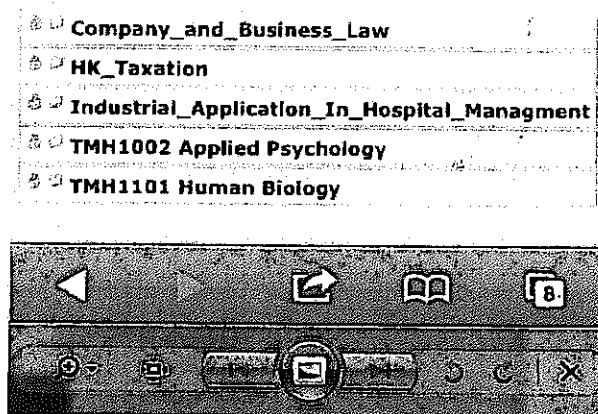 Company_and_Business_Law
HK_Taxation
Industrial_Application_In_Hospital_Managment
TMH1002 Applied Psychology
TMH1101 Human Biology
8